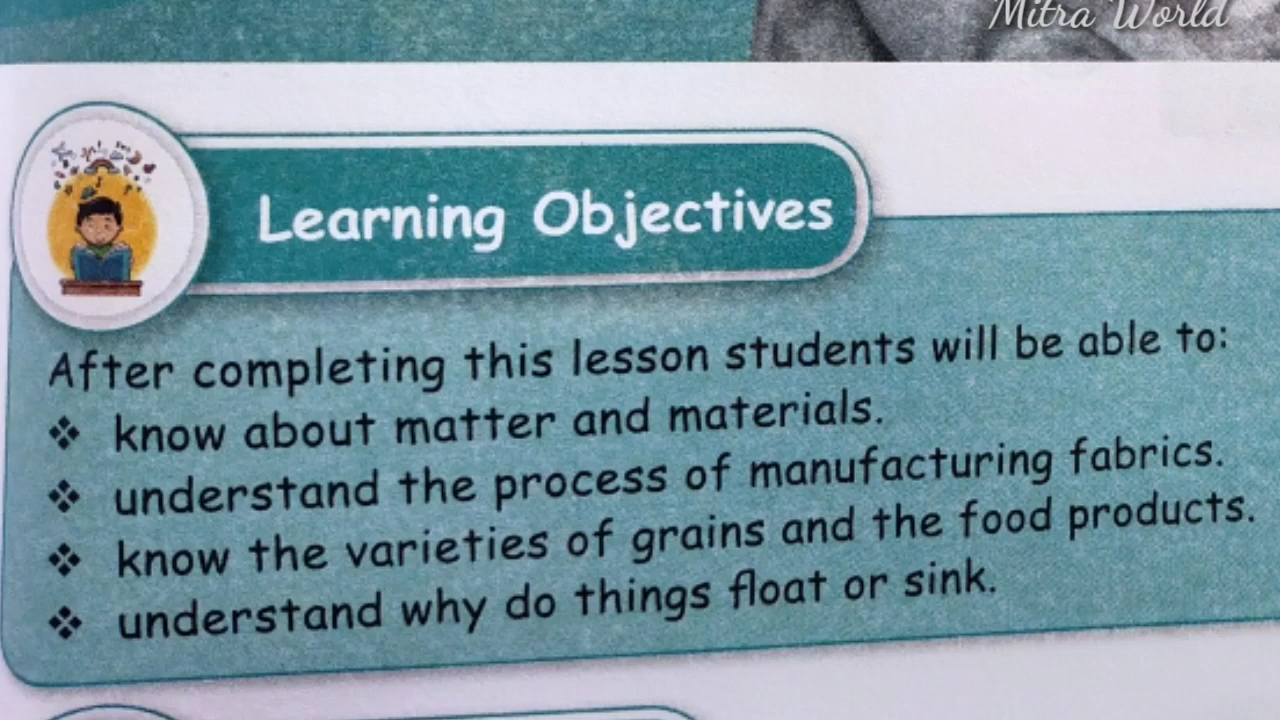 Mitra World
Learning Objectives
After completing this lesson students will be able to:
❖ know about matter and materials.
❖ understand the process of manufacturing fabrics.
❖ know the varieties of grains and the food products.
❖ understand why do things float or sink.